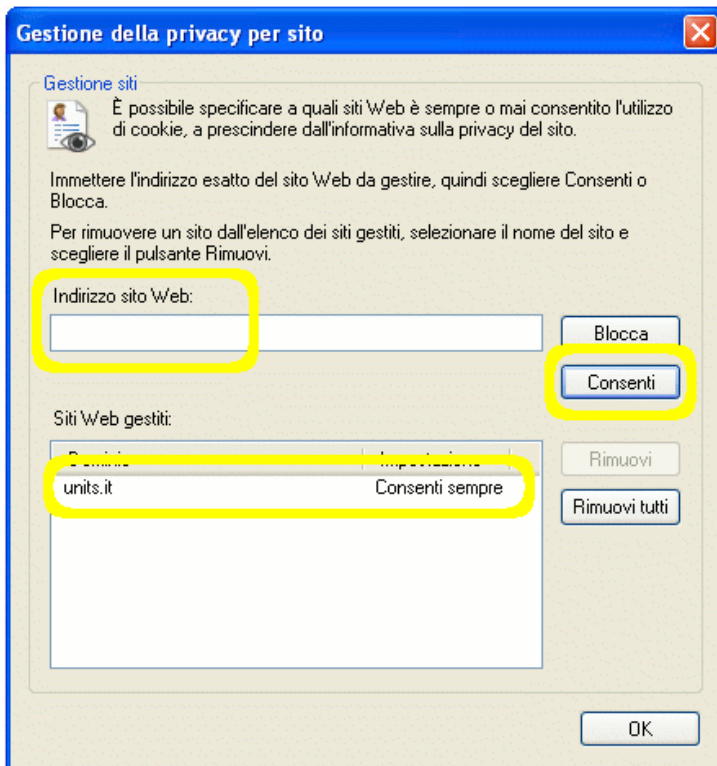 Gestione della privacy per sito
Gestione siti
È possibile specificare a quali siti Web è sempre o mai consentito l'utilizzo
di cookie, a prescindere dall'informativa sulla privacy del sito.
Immettere l'indirizzo esatto del sito Web da gestire, quindi scegliere Consenti o
Blocca.
Per rimuovere un sito dall'elenco dei siti gestiti, selezionare il nome del sito e
scegliere il pulsante Rimuovi.
Indirizzo sito Web:
Blocca
Consenti
Siti Web gestiti:
Dominio Impostazione
Rimuovi
units.it Consenti sempre
Rimuovi tutti
OK